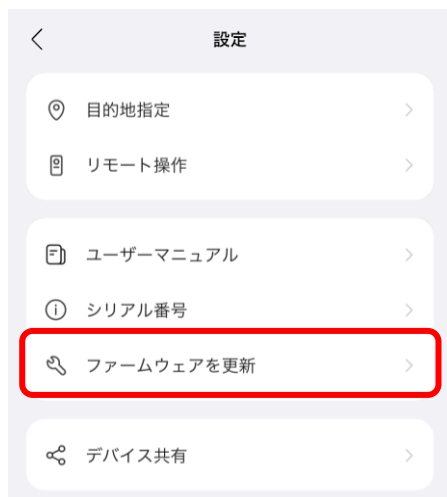 設定
目的地指定
リモート操作
ユーザーマニュアル
シリアル番号
ファームウェアを更新
デバイス共有